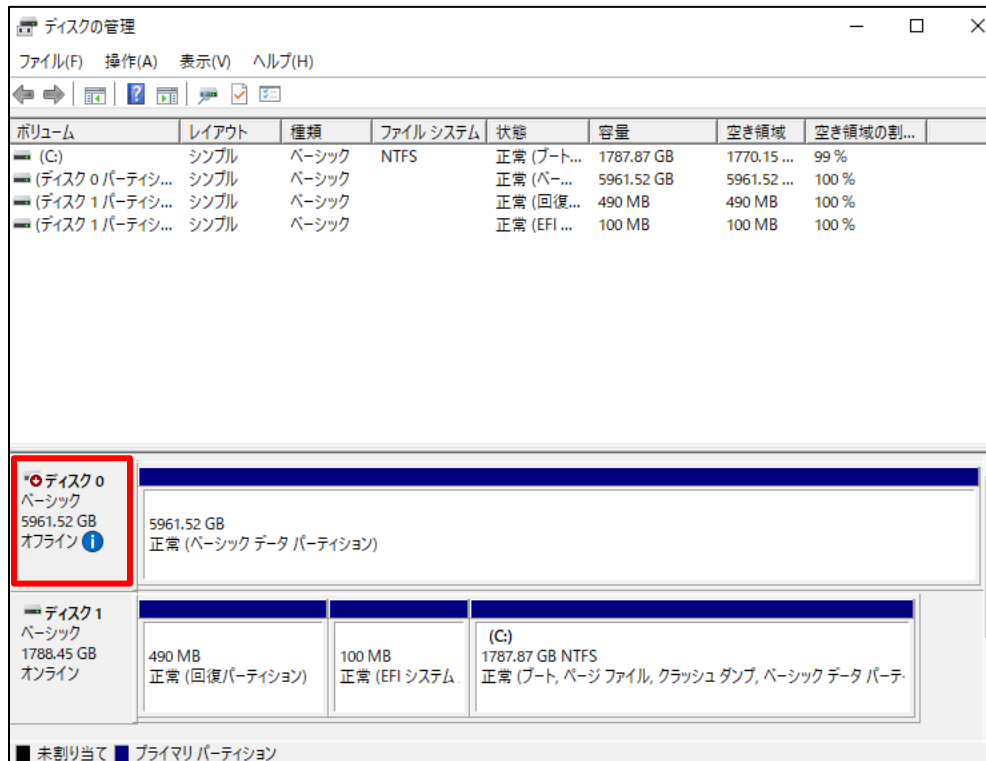 ディスクの管理
ファイル(F) 操作(A) 表示(V) ヘルプ(H)
ボリューム レイアウト 種類 ファイル システム 状態 容量 空き領域 空き領域の割...
(C:) シンプル ベーシック NTFS 正常 (ブート... 1787.87 GB 1770.15 ... 99 %
(ディスク 0 パーティシ... シンプル ベーシック 正常 (ベー... 5961.52 GB 5961.52 ... 100 %
(ディスク 1 パーティシ... シンプル ベーシック 正常 (回復... 490 MB 490 MB 100 %
(ディスク 1 パーティシ... シンプル ベーシック 正常 (EFI ... 100 MB 100 MB 100 %
ディスク 0
ベーシック
5961.52 GB
オフライン
5961.52 GB
正常 (ベーシック データ パーティション)
ディスク 1
ベーシック
1788.45 GB
オンライン
490 MB
正常 (回復パーティション)
100 MB
正常 (EFI システム
(C:)
1787.87 GB NTFS
正常 (ブート, ページ ファイル, クラッシュ ダンプ, ベーシック データ パーテ
未割り当て プライマリ パーティション